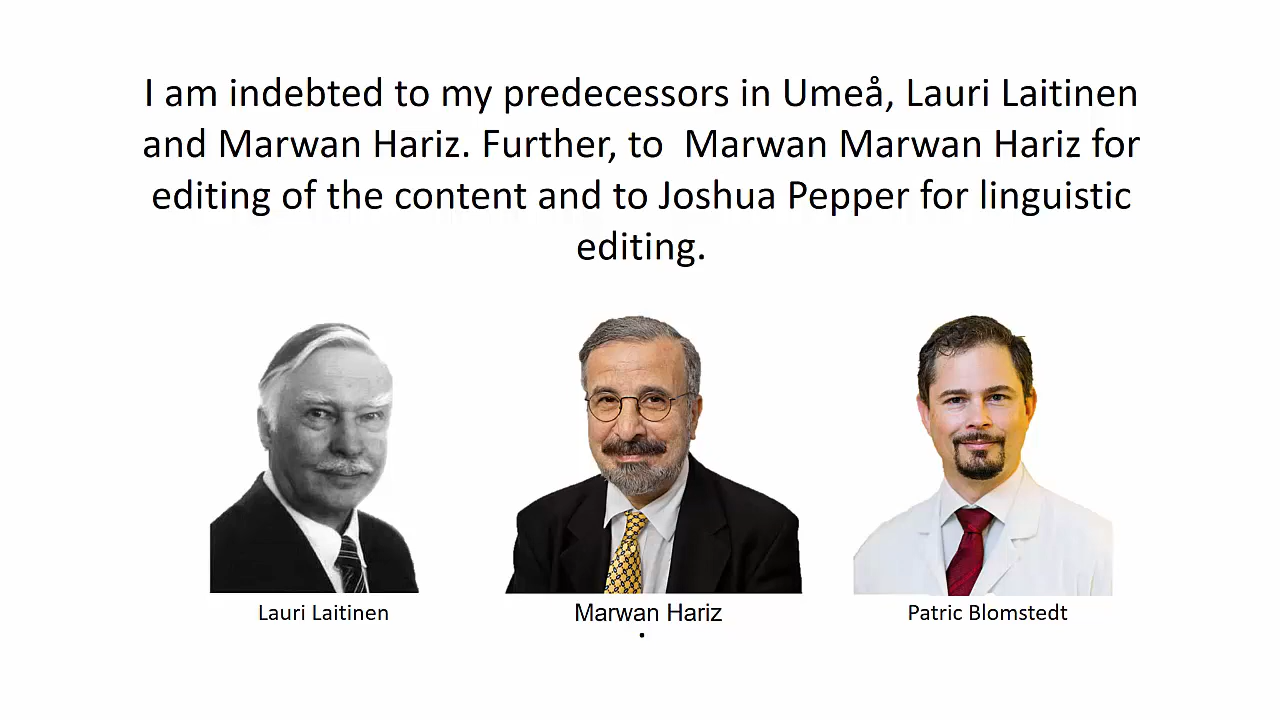 I am indebted to my predecessors in Umeå, Lauri Laitinen
and Marwan Hariz. Further, to  Marwan Marwan Hariz for
editing of the content and to Joshua Pepper for linguistic
editing.
Lauri Laitinen
Marwan Hariz
Patric Blomstedt